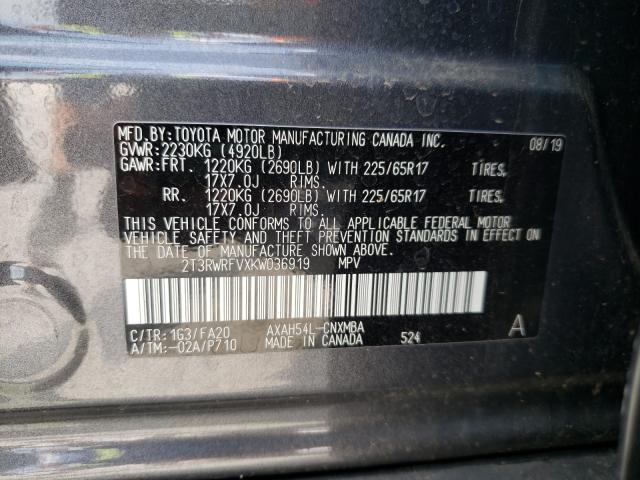 MFD.BY:TOYOTA MOTOR MANUFACTURING CANADA INC. 08/19
GVWR:2230KG (4920LB)
GAWR:FRT. 1220KG (2690LB) WITH 225/65R17 TIRES,
17X7.0J RIMS.
RR. 1220KG (2690LB) WITH 225/65R17 TIRES,
17X7.0J RIMS.
THIS VEHICLE CONFORMS TO ALL APPLICABLE FEDERAL MOTOR
VEHICLE SAFETY AND THEFT PREVENTION STANDARDS IN EFFECT ON
THE DATE OF MANUFACTURE SHOWN ABOVE.
2T3RWRFVXKW036919 MPV
C/TR:1G3/FA20 AXAH54L-CNXMBA A
A/TM:-02A/P710 MADE IN CANADA 524